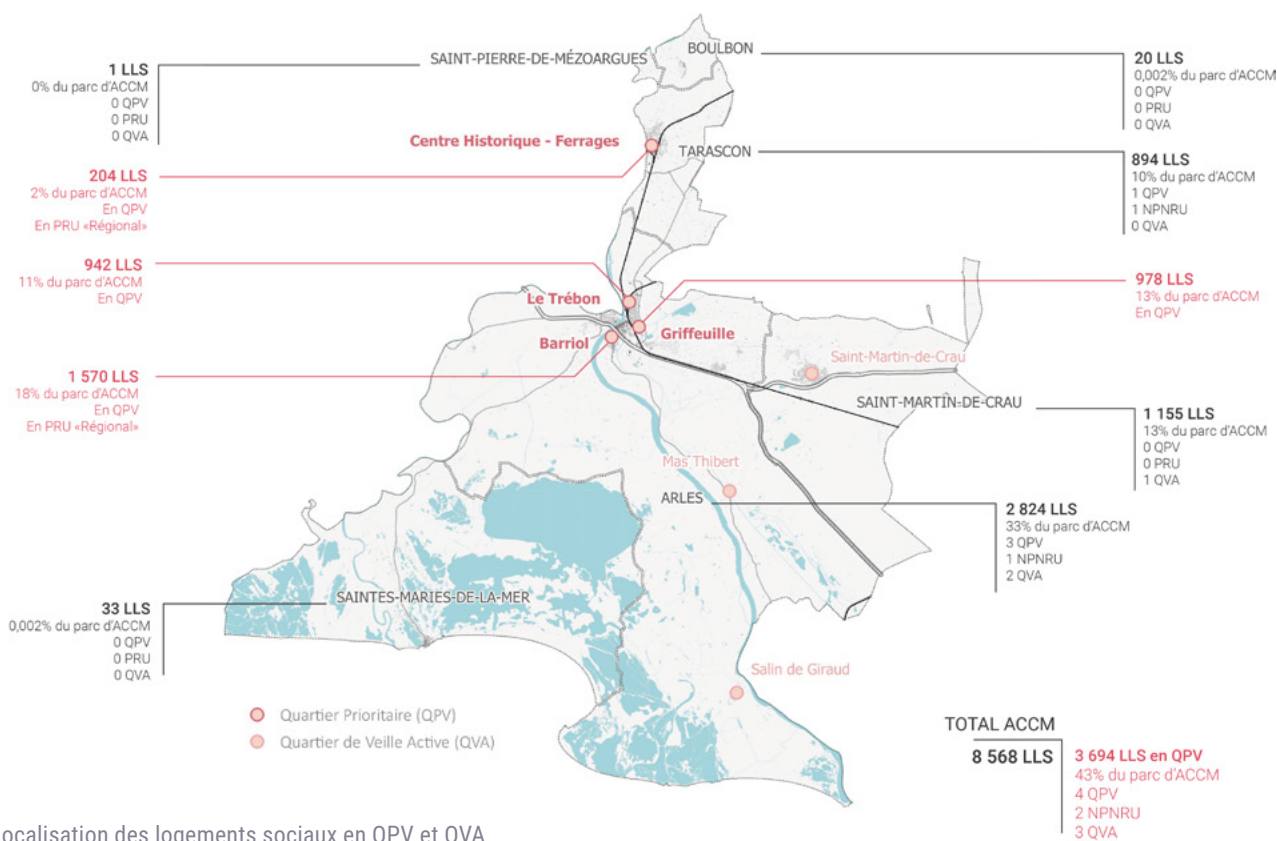 SAINT-PIERRE-DE-MÉZOARGUES
BOULBON
1 LLS
0% du parc d'ACCM
0 QPV
0 PRU
0 QVA
20 LLS
0,002% du parc d'ACCM
0 QPV
0 PRU
0 QVA
Centre Historique - Ferrages
TARASCON
204 LLS
2% du parc d'ACCM
En QPV
En PRU «Régional»
894 LLS
10% du parc d'ACCM
1 QPV
1 NPNRU
0 QVA
942 LLS
11% du parc d'ACCM
En QPV
Le Trébon
978 LLS
13% du parc d'ACCM
En QPV
Griffeuille
Barriol
1 570 LLS
18% du parc d'ACCM
En QPV
En PRU «Régional»
Saint-Martin-de-Crau
SAINT-MARTIN-DE-CRAU
1 155 LLS
13% du parc d'ACCM
0 QPV
0 PRU
1 QVA
Mas Thibert
ARLES
2 824 LLS
33% du parc d'ACCM
3 QPV
1 NPNRU
2 QVA
SAINTES-MARIES-DE-LA-MER
33 LLS
0,002% du parc d'ACCM
0 QPV
0 PRU
0 QVA
Salin de Giraud
Quartier Prioritaire (QPV)
Quartier de Veille Active (QVA)
TOTAL ACCM
8 568 LLS
3 694 LLS en QPV
43% du parc d'ACCM
4 QPV
2 NPNRU
3 QVA
ocalisation des logements sociaux en QPV et QVA